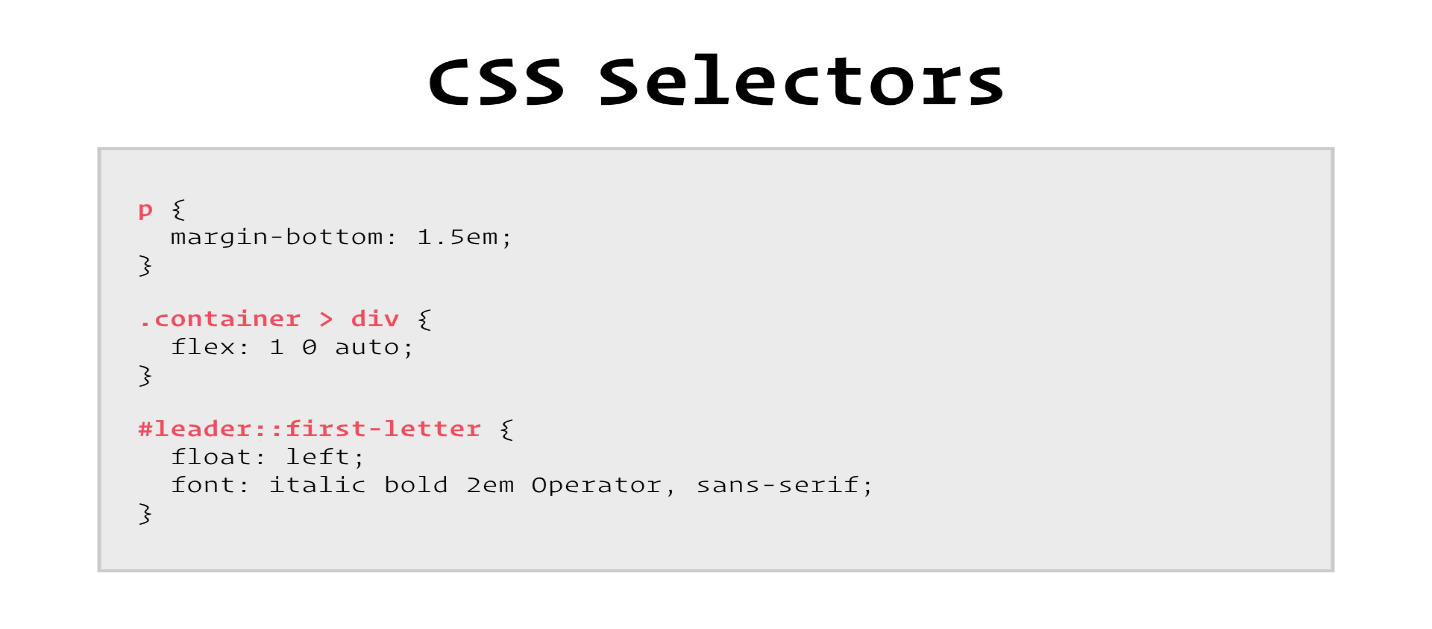 CSS Selectors
p {
  margin-bottom: 1.5em;
}
.container > div {
  flex: 1 0 auto;
}
#leader::first-letter {
  float: left;
  font: italic bold 2em Operator, sans-serif;
}